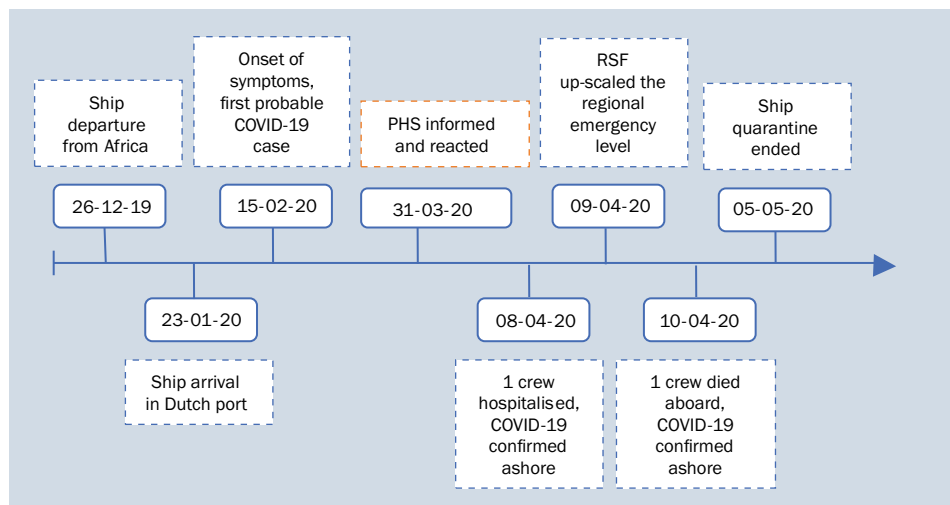 Ship
departure
from Africa
26-12-19
23-01-20
Ship arrival
in Dutch port
Onset of
symptoms,
first probable
COVID-19
case
15-02-20
PHS informed
and reacted
31-03-20
08-04-20
1 crew
hospitalised,
COVID-19
confirmed
ashore
RSF
up-scaled the
regional
emergency
level
09-04-20
10-04-20
1 crew died
aboard,
COVID-19
confirmed
ashore
Ship
quarantine
ended
05-05-20